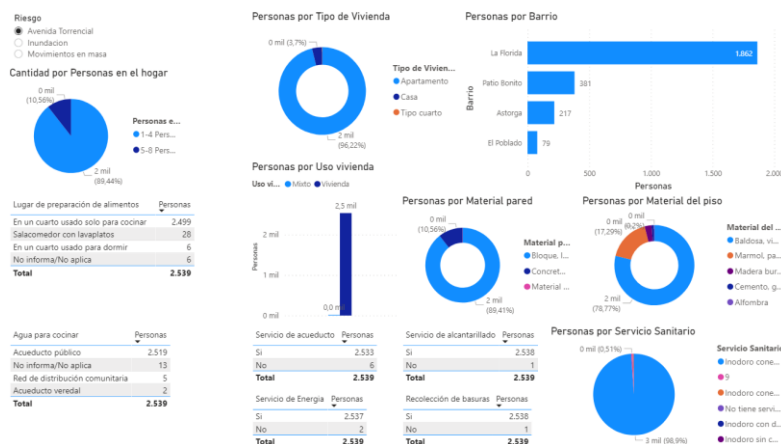 Riesgo
Avenida Torrencial
Inundacion
Movimientos en masa
Cantidad por Personas en el hogar
0 mil
(10,56%)
2 mil
(89,44%)
Personas e...
1-4 Pers...
5-8 Pers...
Personas por Tipo de Vivienda
0 mil (3,7%)
2 mil
(96,22%)
Tipo de Vivien...
Apartamento
Casa
Tipo cuarto
Personas por Barrio
Barrio
La Florida 1.862
Patio Bonito 381
Astorga 217
El Poblado 79
0 500 1.000 1.500 2.000
Personas
Personas por Uso vivienda
Uso vi... Mixto Vivienda
2,5 mil
2 mil
1 mil
0 mil
0,0 mil
Personas
Personas por Material pared
0 mil
(10,56%)
2 mil
(89,41%)
Material p...
Bloque, l...
Concret...
Material ...
Personas por Material del piso
0 mil
(17,29%)
0 mil
2 mil
(78,77%)
Material del ...
Baldosa, vi...
Marmol, pa...
Madera bur...
Cemento, g...
Alfombra
Lugar de preparación de alimentos Personas
En un cuarto usado solo para cocinar 2.499
Salacomedor con lavaplatos 28
En un cuarto usado para dormir 6
No informa/No aplica 6
Total 2.539
Agua para cocinar Personas
Acueducto público 2.519
No informa/No aplica 13
Red de distribución comunitaria 5
Acueducto veredal 2
Total 2.539
Servicio de acueducto Personas
Si 2.533
No 6
Total 2.539
Servicio de alcantarillado Personas
Si 2.538
No 1
Total 2.539
Servicio de Energia Personas
Si 2.537
No 2
Total 2.539
Recolección de basuras Personas
Si 2.538
No 1
Total 2.539
Personas por Servicio Sanitario
0 mil (0,51%)
3 mil (98,9%)
Servicio Sanitario
Inodoro cone...
9
Inodoro cone...
No tiene servi...
Inodoro con d...
Inodoro sin c...